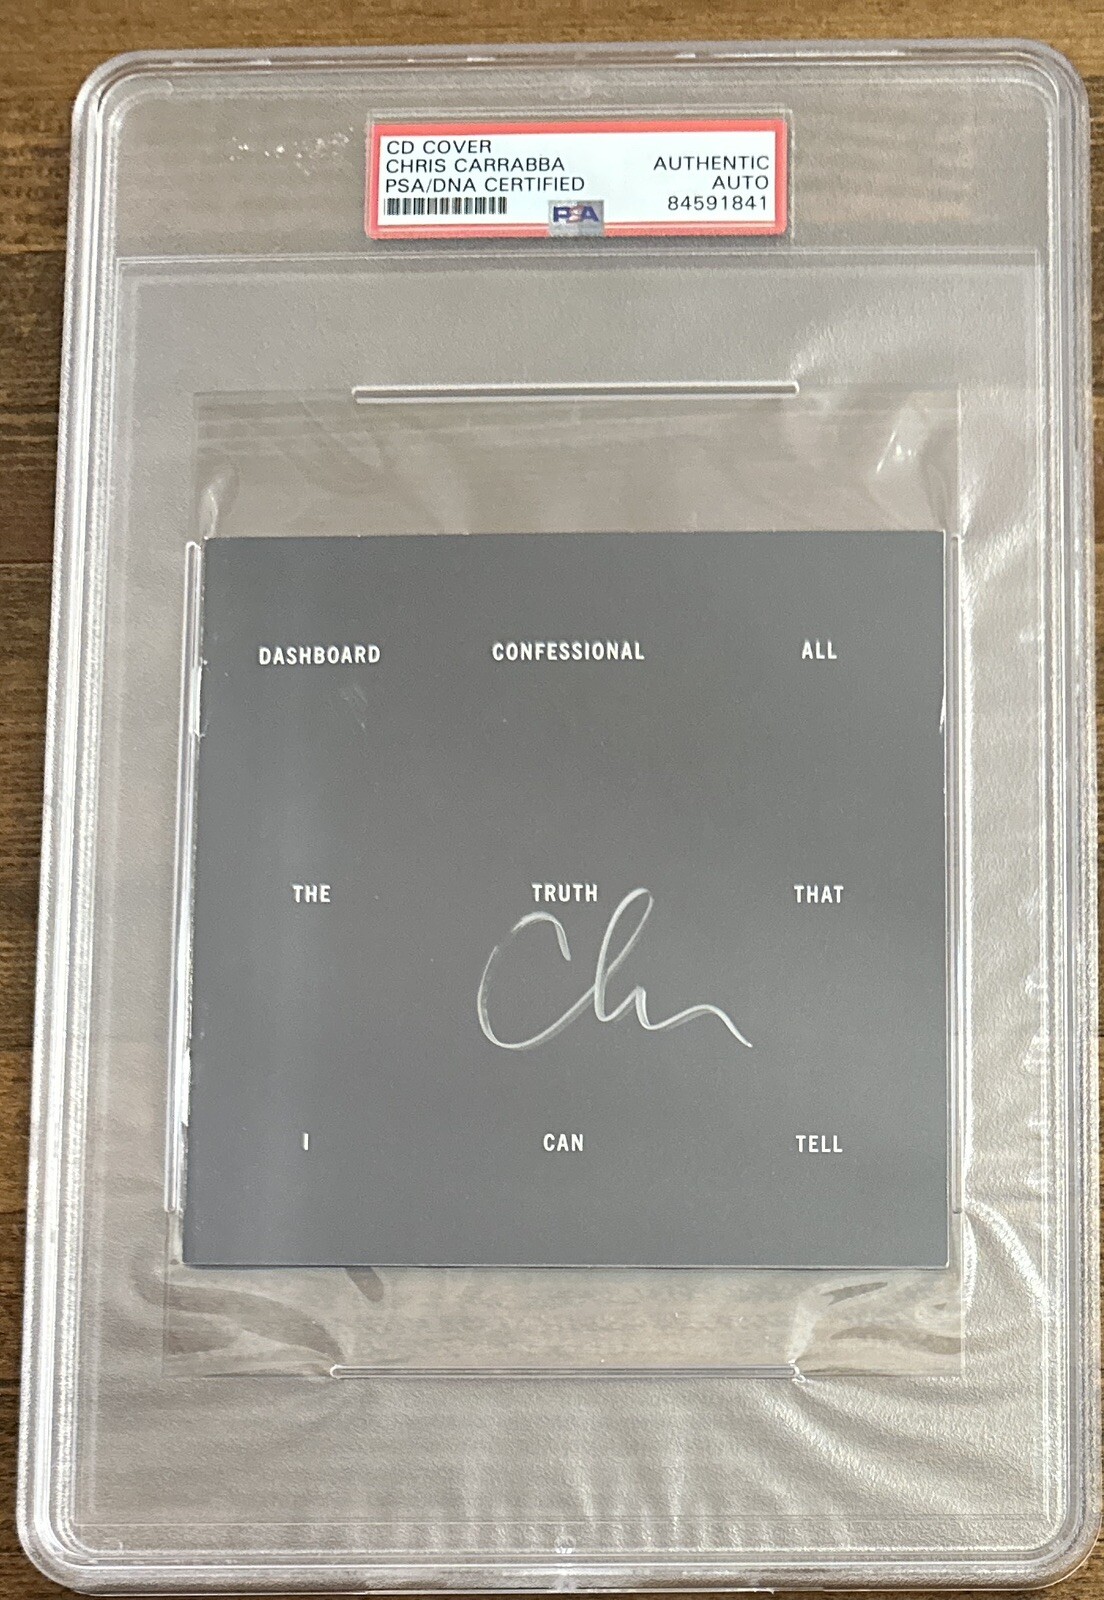 CD COVER
CHRIS CARRABBA
PSA/DNA CERTIFIED
AUTHENTIC
AUTO
84591841
PSA
DASHBOARD CONFESSIONAL ALL
THE TRUTH THAT
I CAN TELL
Chr